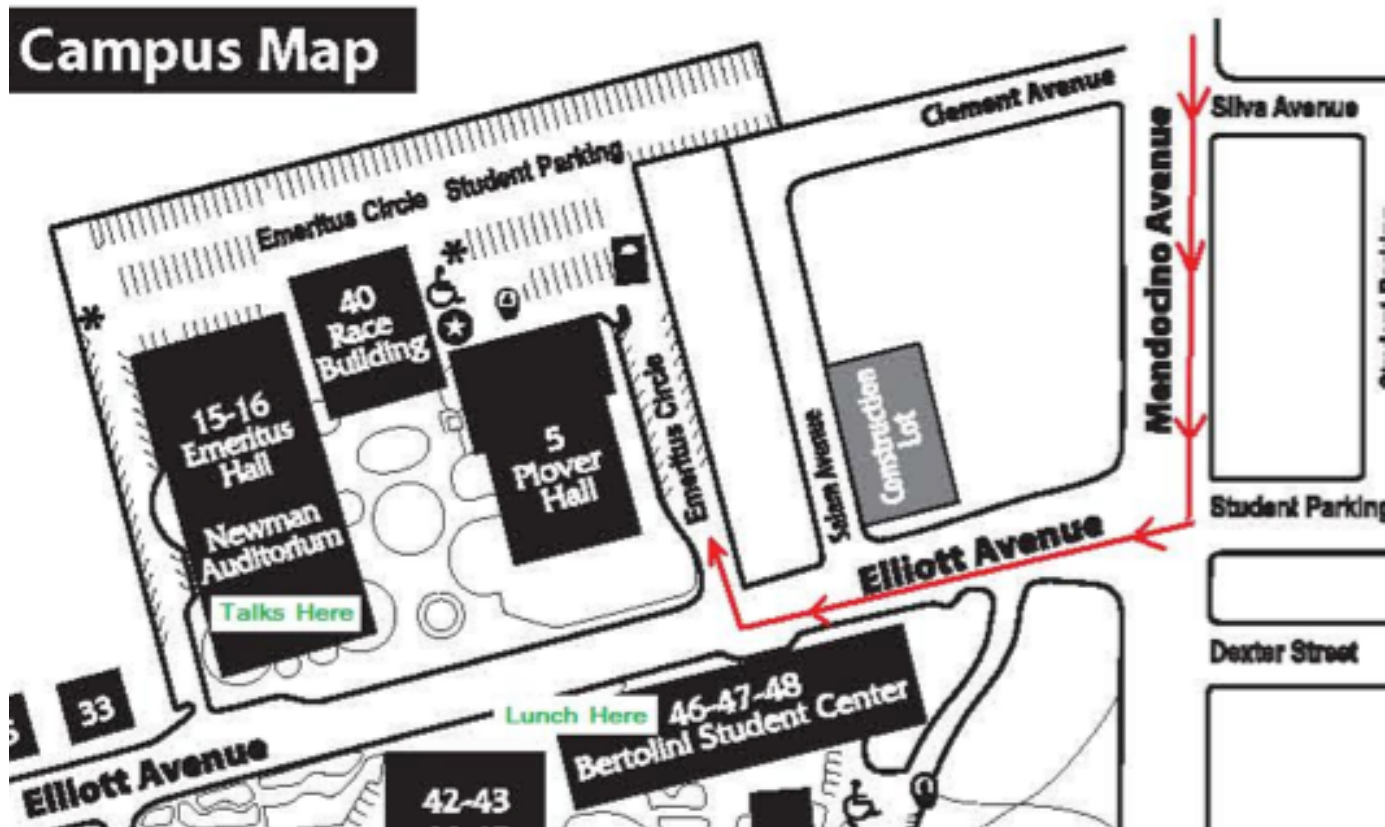 Campus Map
Clement Avenue
Silva Avenue
Mendodno Avenue
Student Parking
Emeritus Circle
40
Race
Building
15-16
Emeritus
Hall
Newman
Auditorium
Talks Here
5
Plover
Hall
Emeritus Circle
Salem Avenue
Construction
Lot
Elliott Avenue
Student Parking
Dexter Street
33
Lunch Here
46-47-48
Bertolini Student Center
Elliott Avenue
42-43